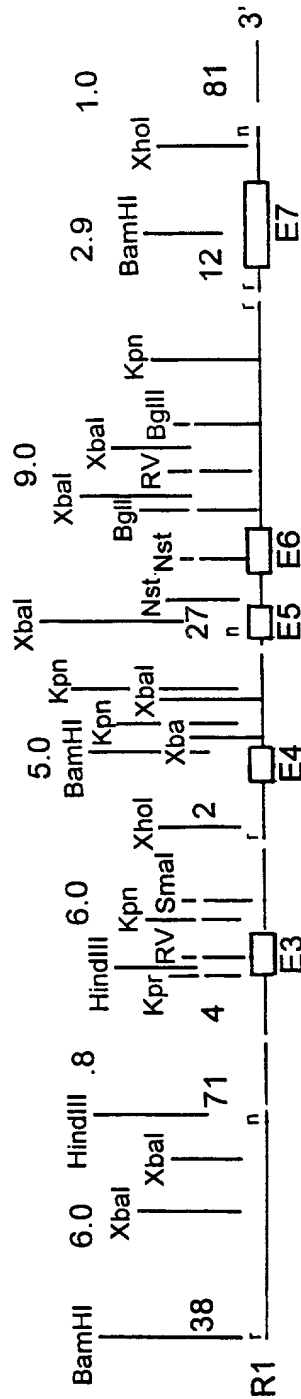 6.0 .8 6.0 5.0 9.0 2.9 1.0
BamHI XbaI XbaI HindIII Kpr HindIII RV Kpn SmaI XhoI BamHI Xba Kpn XbaI Kpn XbaI Nst Nst BglII XbaI RV XbaI BglII Kpn BamHI XhoI
38 71 4 2 27 12 81
r n r n r r n
R1 E3 E4 E5 E6 E7 3'